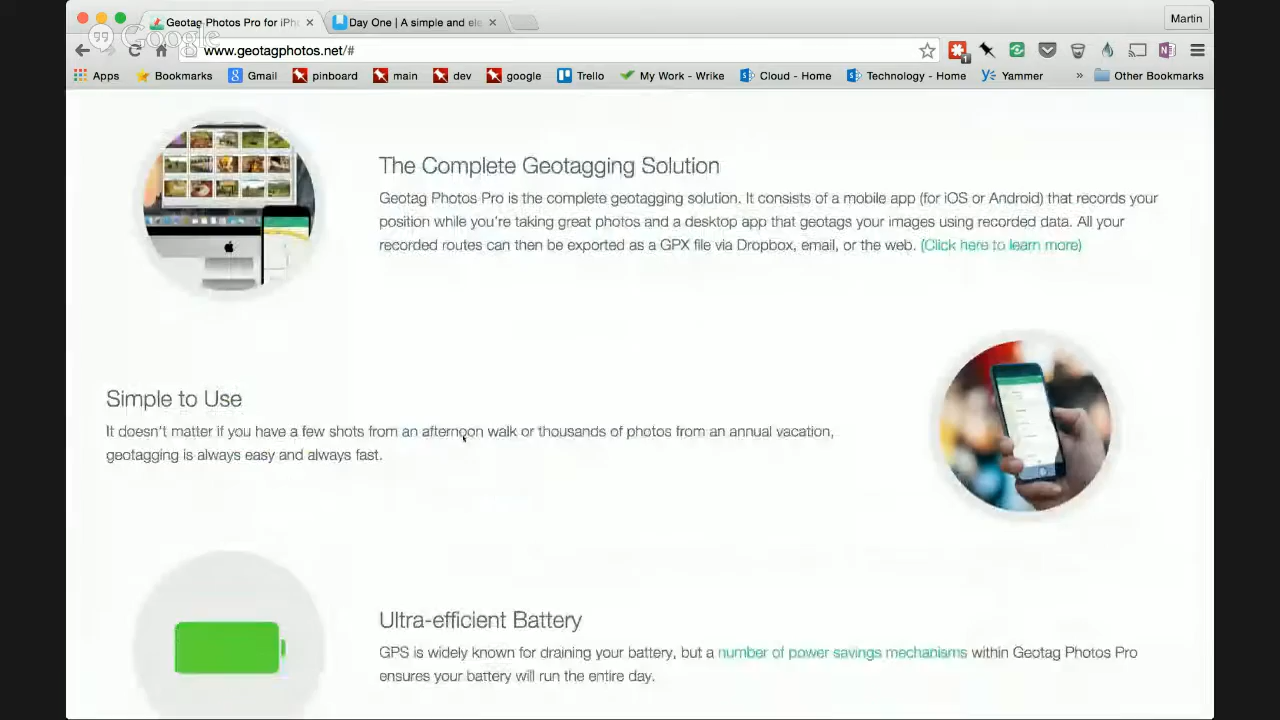 Geotag Photos Pro for iPh
Day One | A simple and ele
Martin
Google
www.geotagphotos.net/#
1
Apps Bookmarks Gmail pinboard main dev google Trello My Work - Wrike Cloud - Home Technology - Home Yammer » Other Bookmarks
The Complete Geotagging Solution
Geotag Photos Pro is the complete geotagging solution. It consists of a mobile app (for iOS or Android) that records your
position while you're taking great photos and a desktop app that geotags your images using recorded data. All your
recorded routes can then be exported as a GPX file via Dropbox, email, or the web. (Click here to learn more)
Simple to Use
It doesn't matter if you have a few shots from an afternoon walk or thousands of photos from an annual vacation,
geotagging is always easy and always fast.
Ultra-efficient Battery
GPS is widely known for draining your battery, but a number of power savings mechanisms within Geotag Photos Pro
ensures your battery will run the entire day.